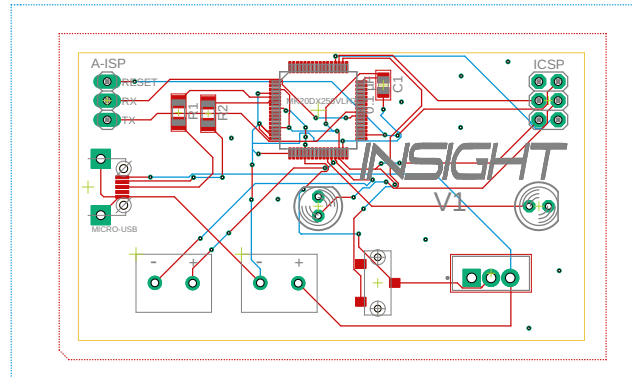 A-ISP
ICSP
RESET
RX
TX
R1
R2
C1
INSIGHT
V1
MICRO-USB
- +
- +